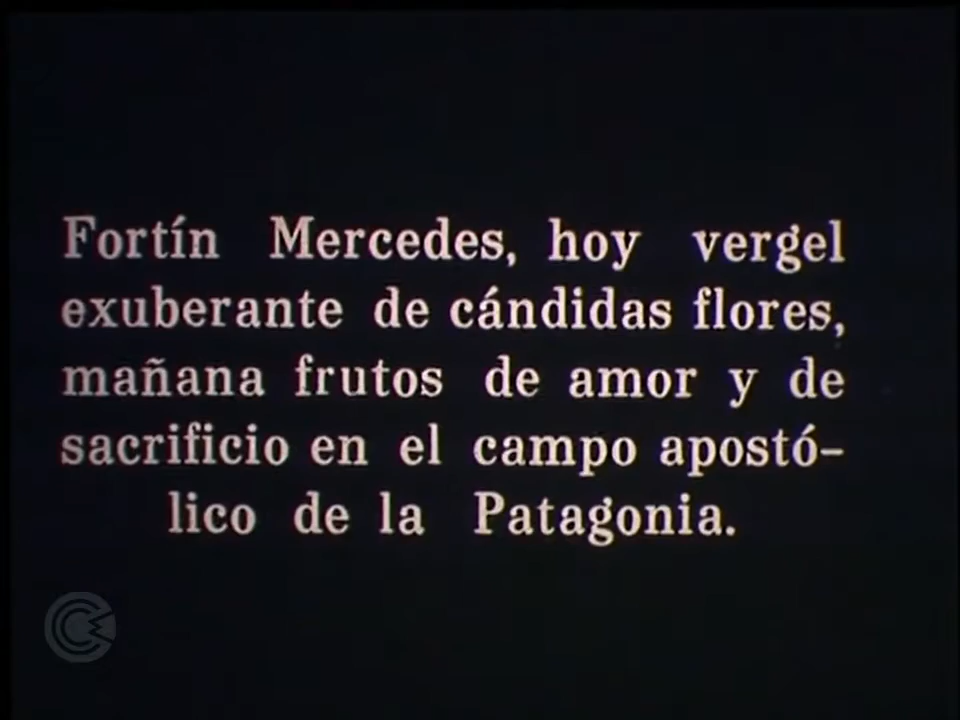 Fortín Mercedes, hoy vergel
exuberante de cándidas flores,
mañana frutos de amor y de
sacrificio en el campo apostó-
lico de la Patagonia.